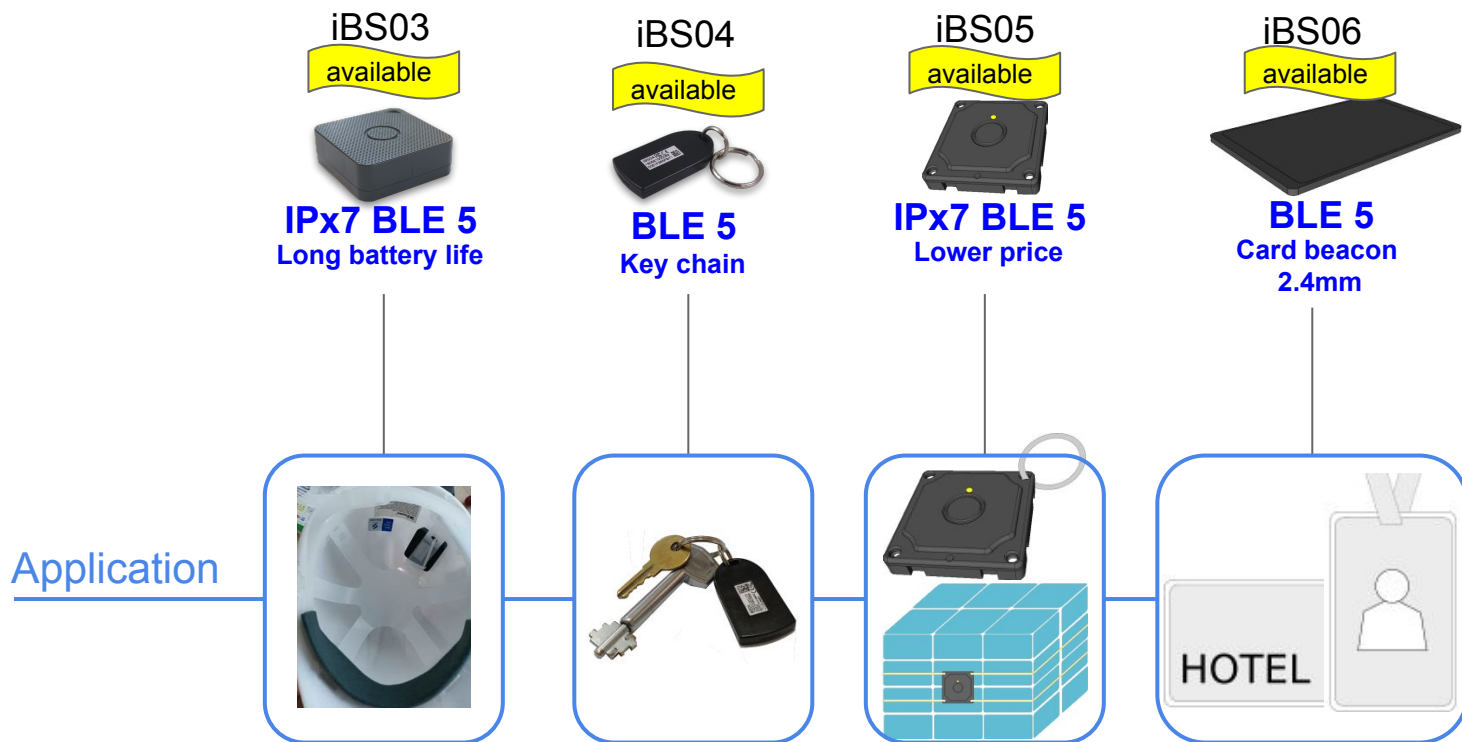 iBS03
available
IPx7 BLE 5
Long battery life
iBS04
available
BLE 5
Key chain
iBS05
available
IPx7 BLE 5
Lower price
iBS06
available
BLE 5
Card beacon
2.4mm
Application
HOTEL